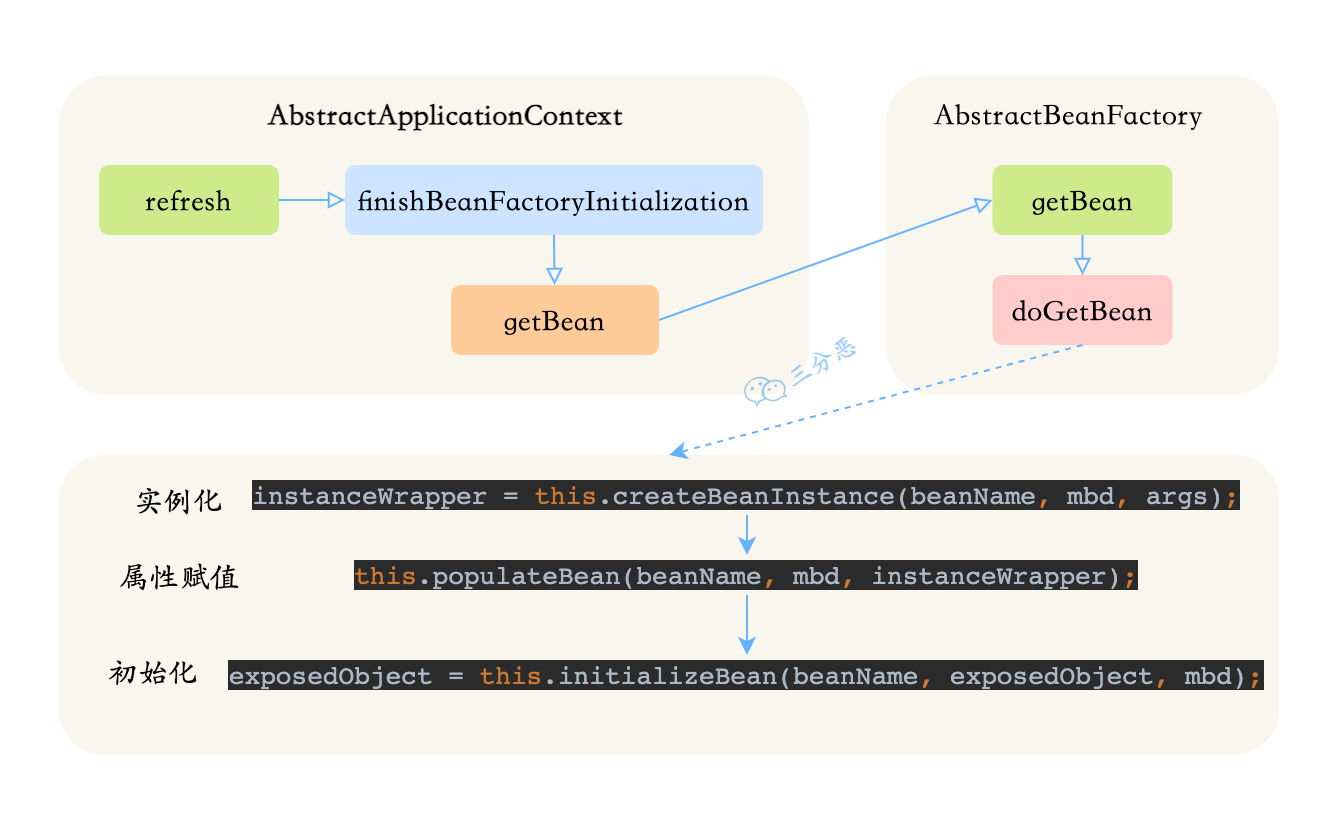 AbstractApplicationContext
refresh
finishBeanFactoryInitialization
getBean
AbstractBeanFactory
getBean
doGetBean
三分恶
实例化 instanceWrapper = this.createBeanInstance(beanName, mbd, args);
属性赋值 this.populateBean(beanName, mbd, instanceWrapper);
初始化 exposedObject = this.initializeBean(beanName, exposedObject, mbd);